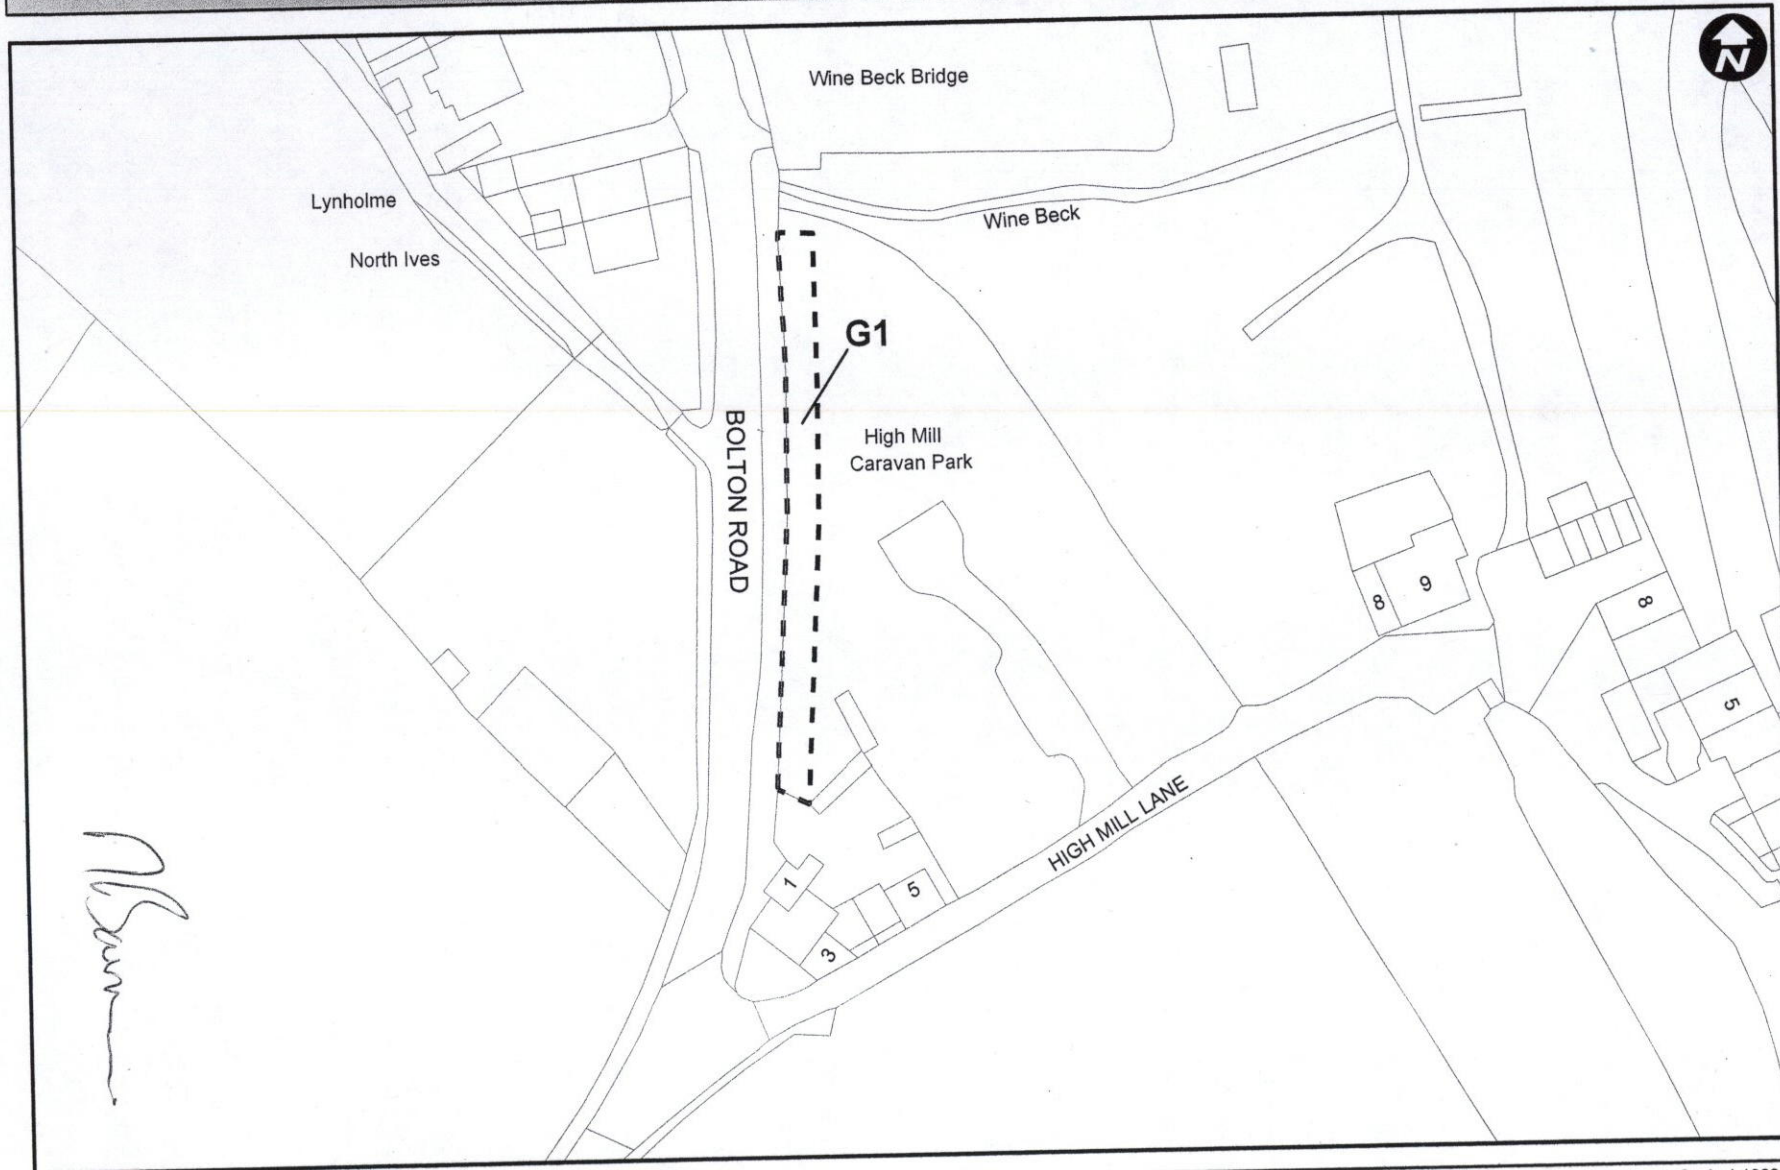 N
Wine Beck Bridge
Lynholme
Wine Beck
North Ives
G1
BOLTON ROAD
High Mill
Caravan Park
8
9
8
5
HIGH MILL LANE
1
5
3